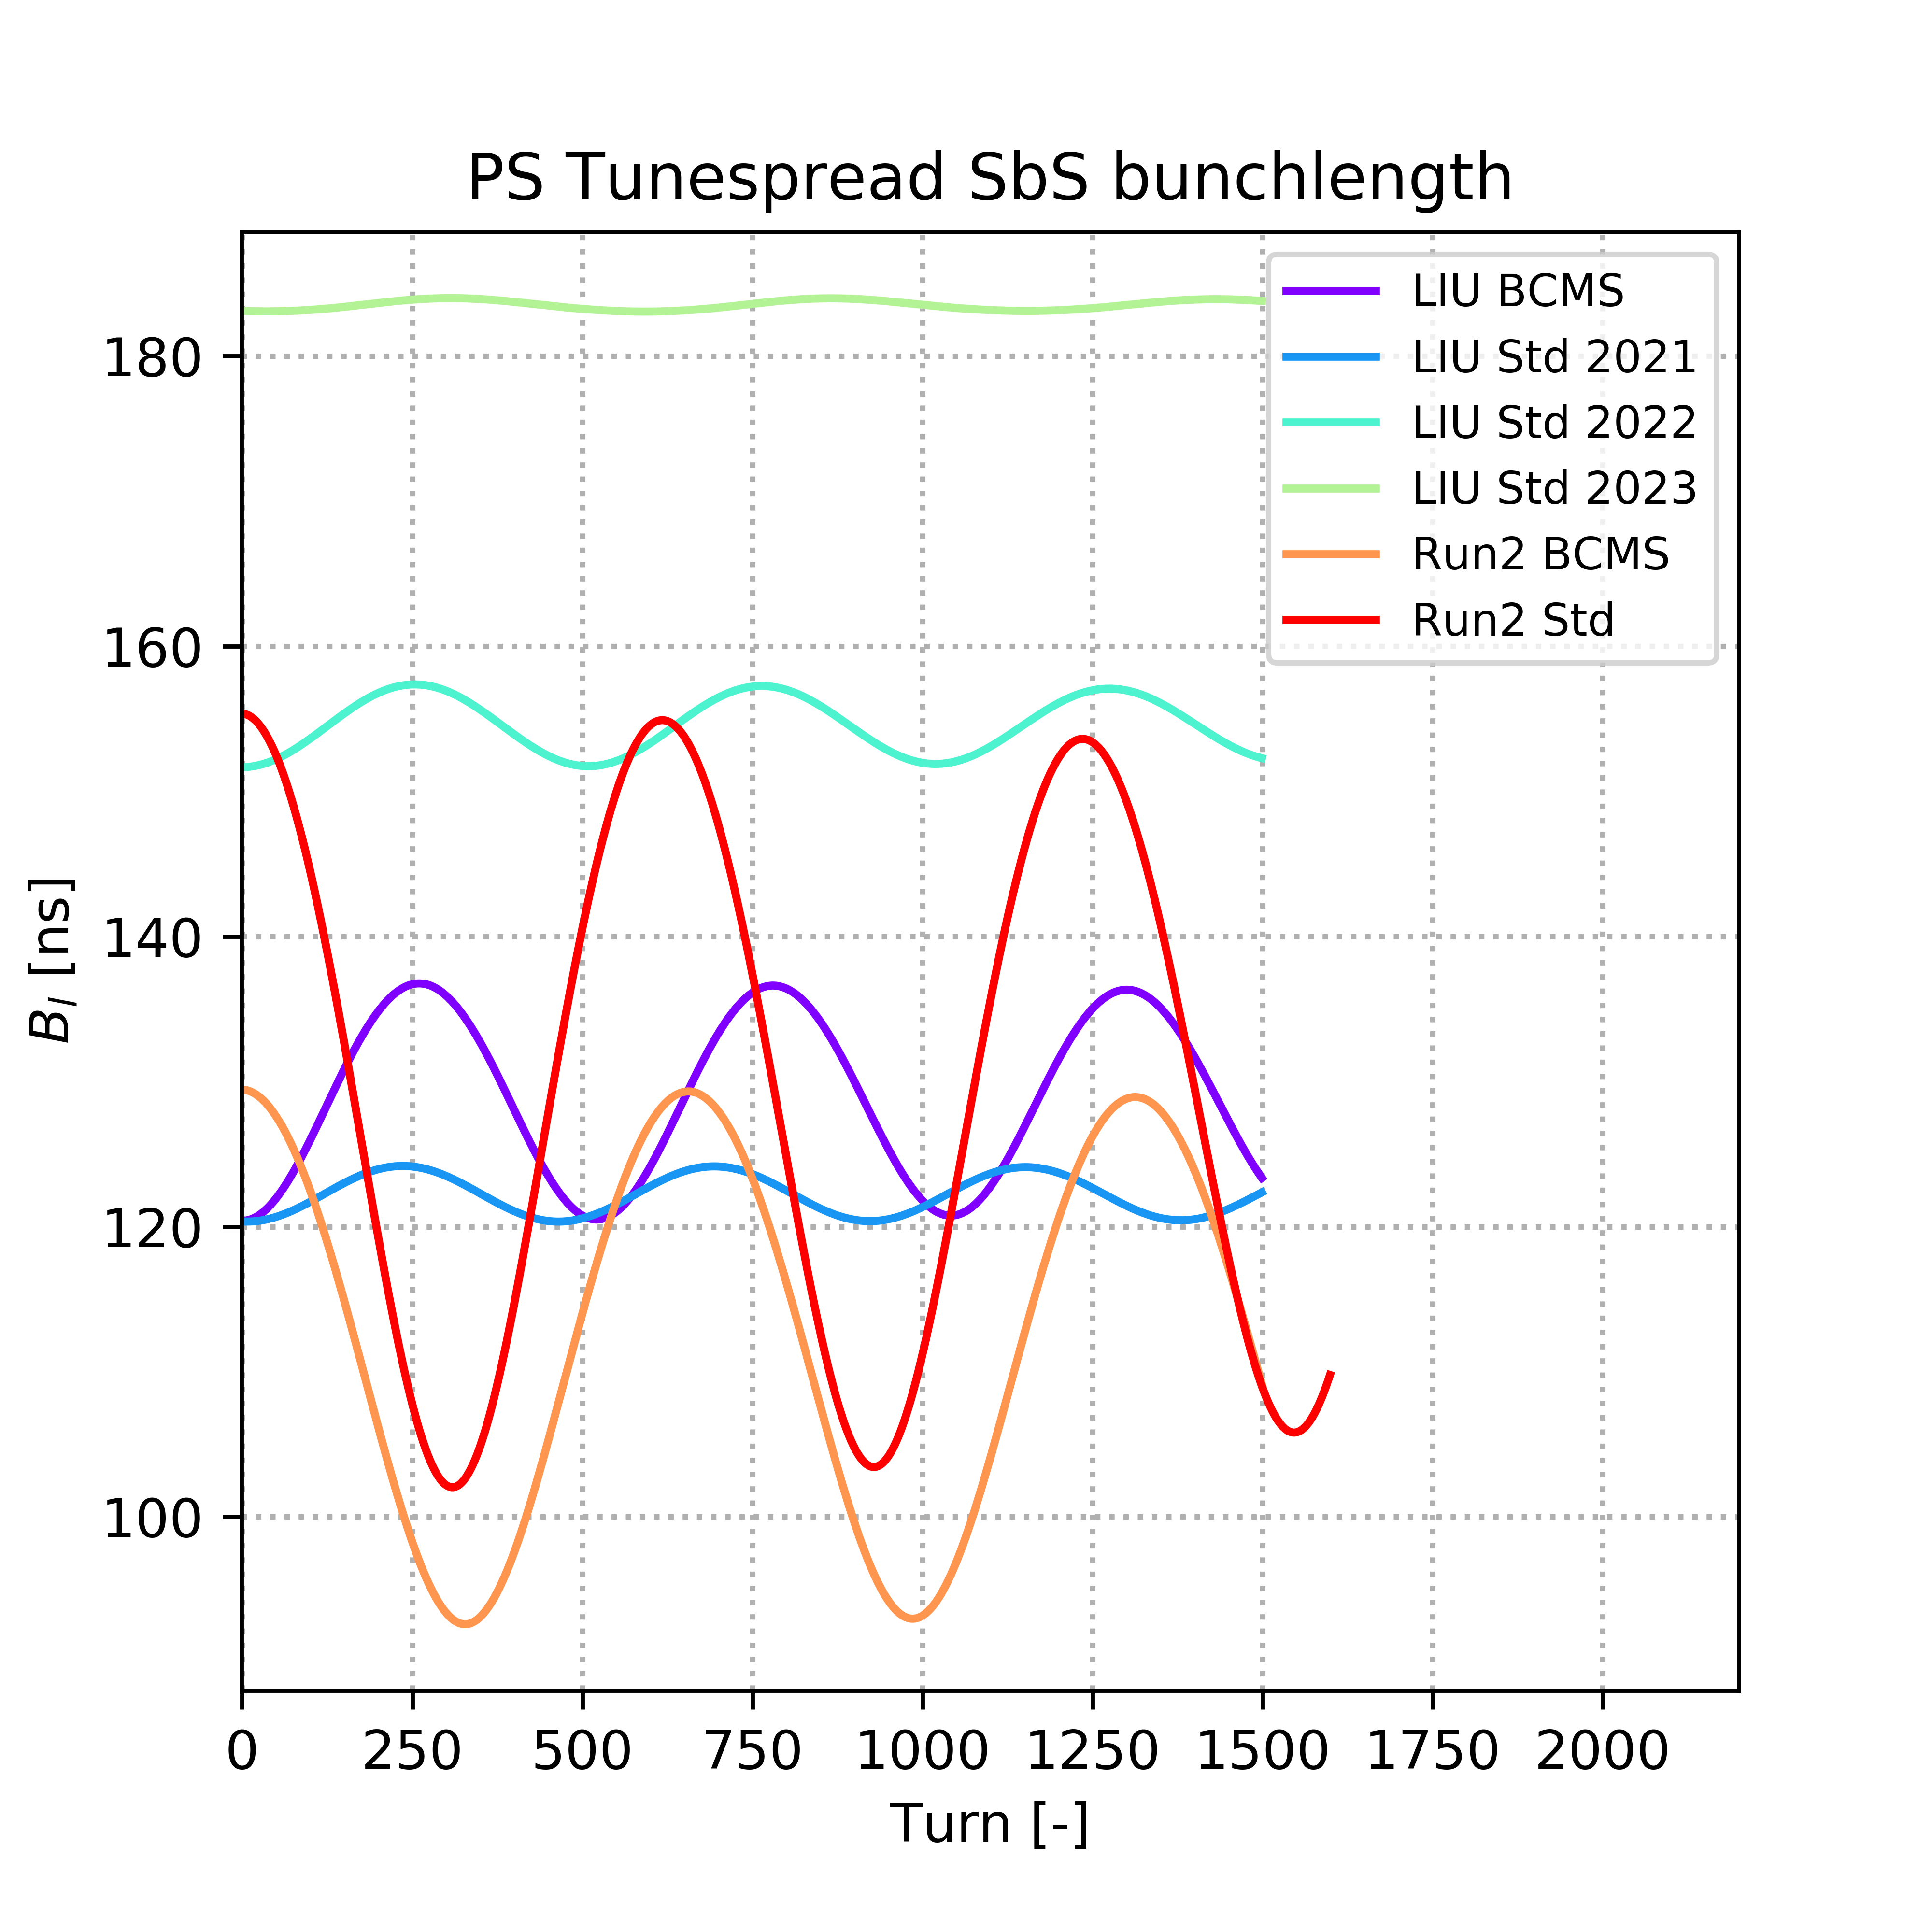 PS Tunespread SbS bunchlength
LIU BCMS
LIU Std 2021
LIU Std 2022
LIU Std 2023
Run2 BCMS
Run2 Std
180
160
140
120
100
B_l [ns]
0 250 500 750 1000 1250 1500 1750 2000
Turn [-]